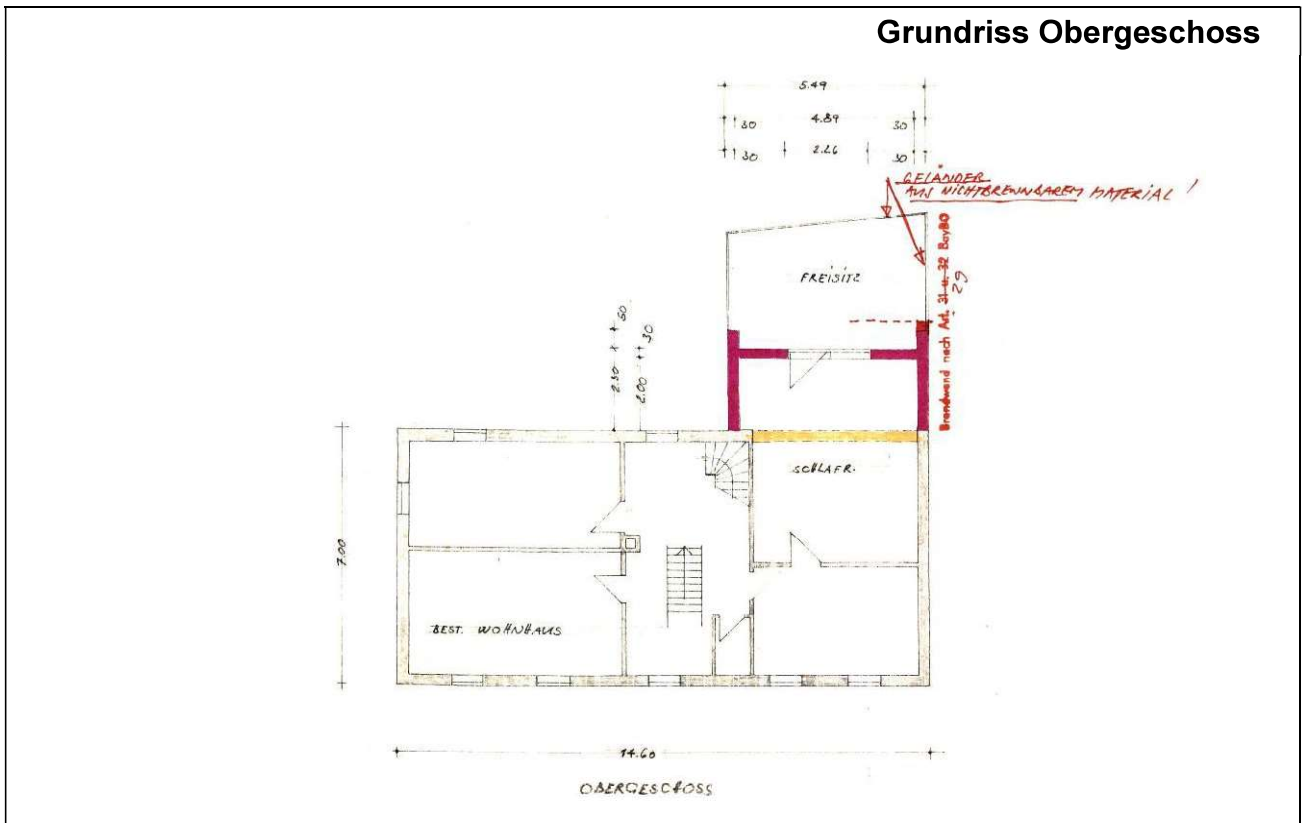 Grundriss Obergeschoss
5.49
30 4.89 30
30 2.26 30
GELÄNDER
AUS NICHTBRENNBAREM MATERIAL !
FREISITZ
Brandwand nach Art. 31 u. 32 BayBO
29
2.50 50
2.00 30
SCHLAFR.
7.00
BEST. WOHNHAUS
14.60
OBERGESCHOSS